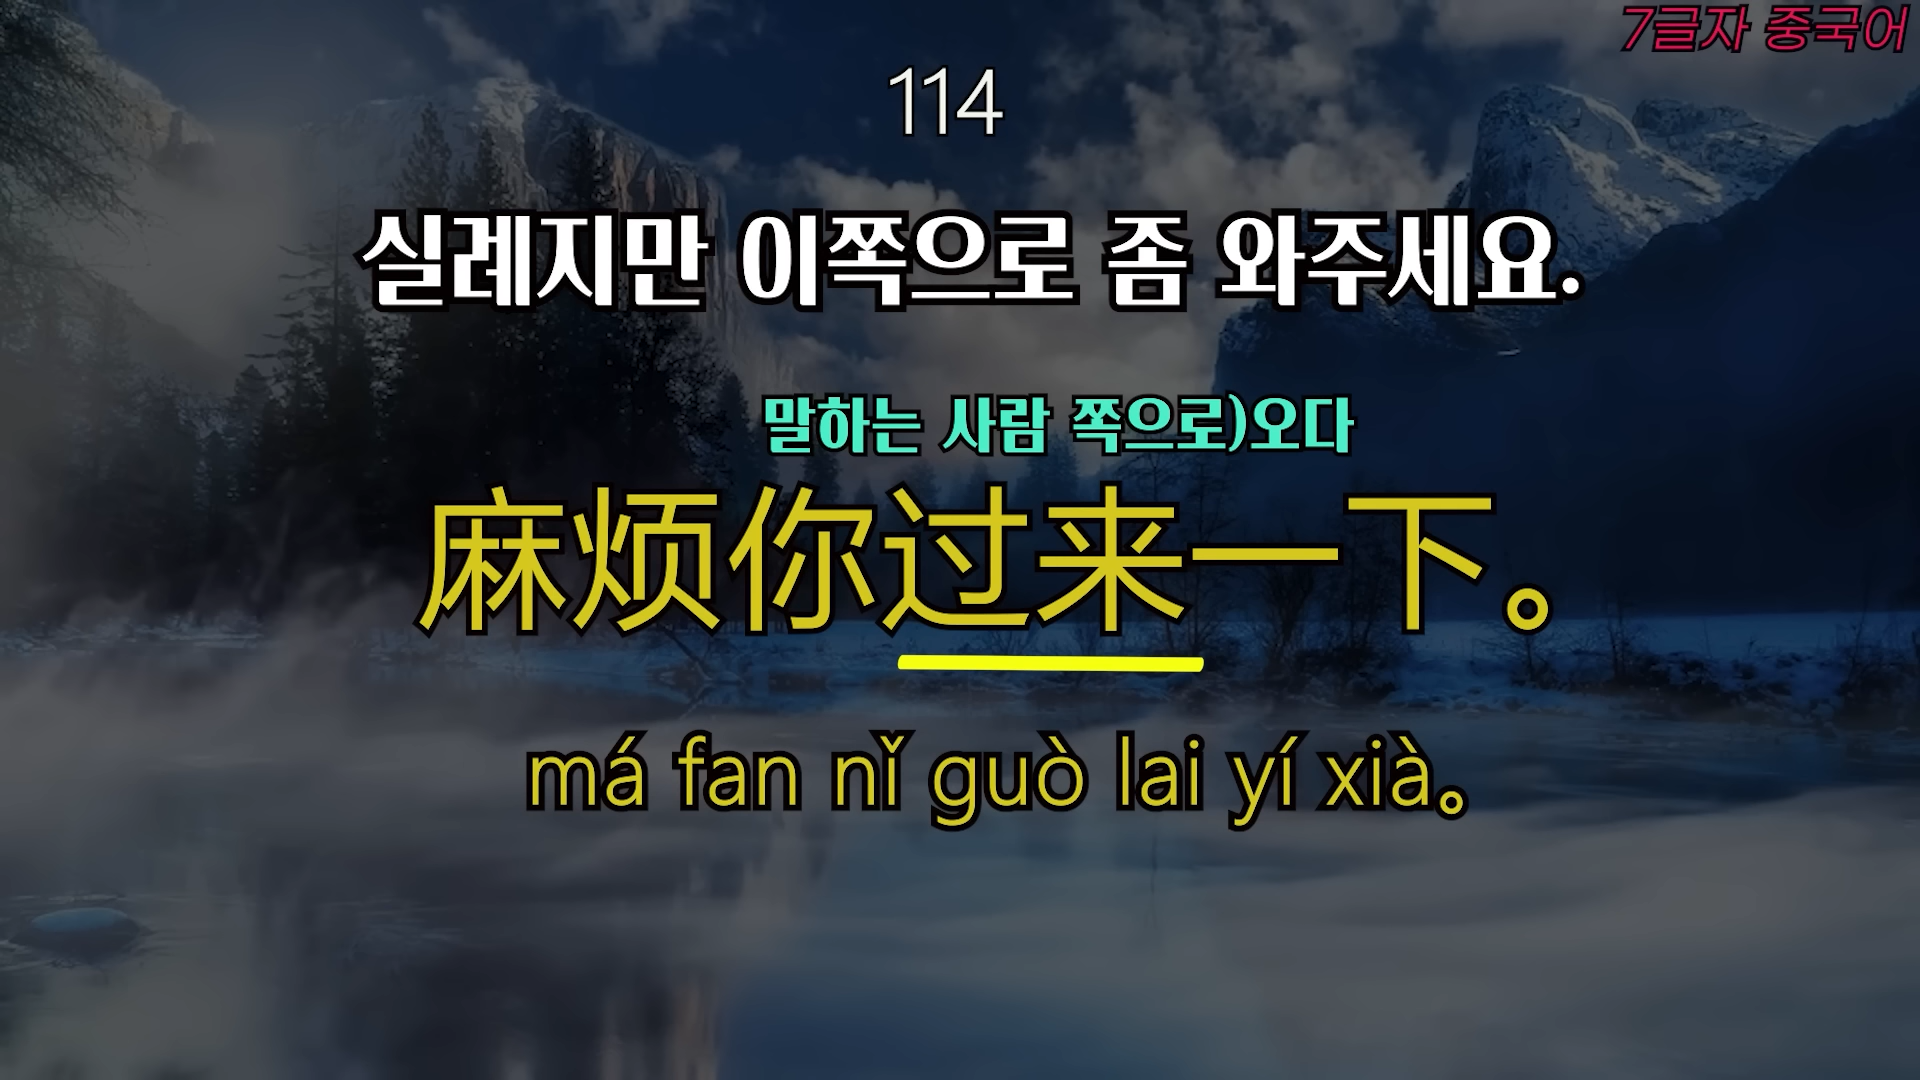 7글자 중국어
114
실례지만 이쪽으로 좀 와주세요.
말하는 사람 쪽으로)오다
麻烦你过来一下。
má fan nǐ guò lai yí xià。